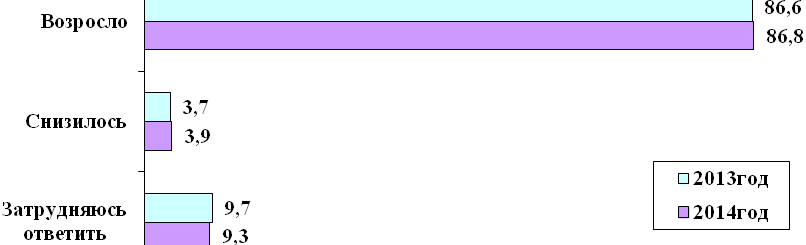 86,6
Возросло
86,8
3,7
Снизилось
3,9
2013год
9,7
Затрудняюсь
2014год
ответить
9,3